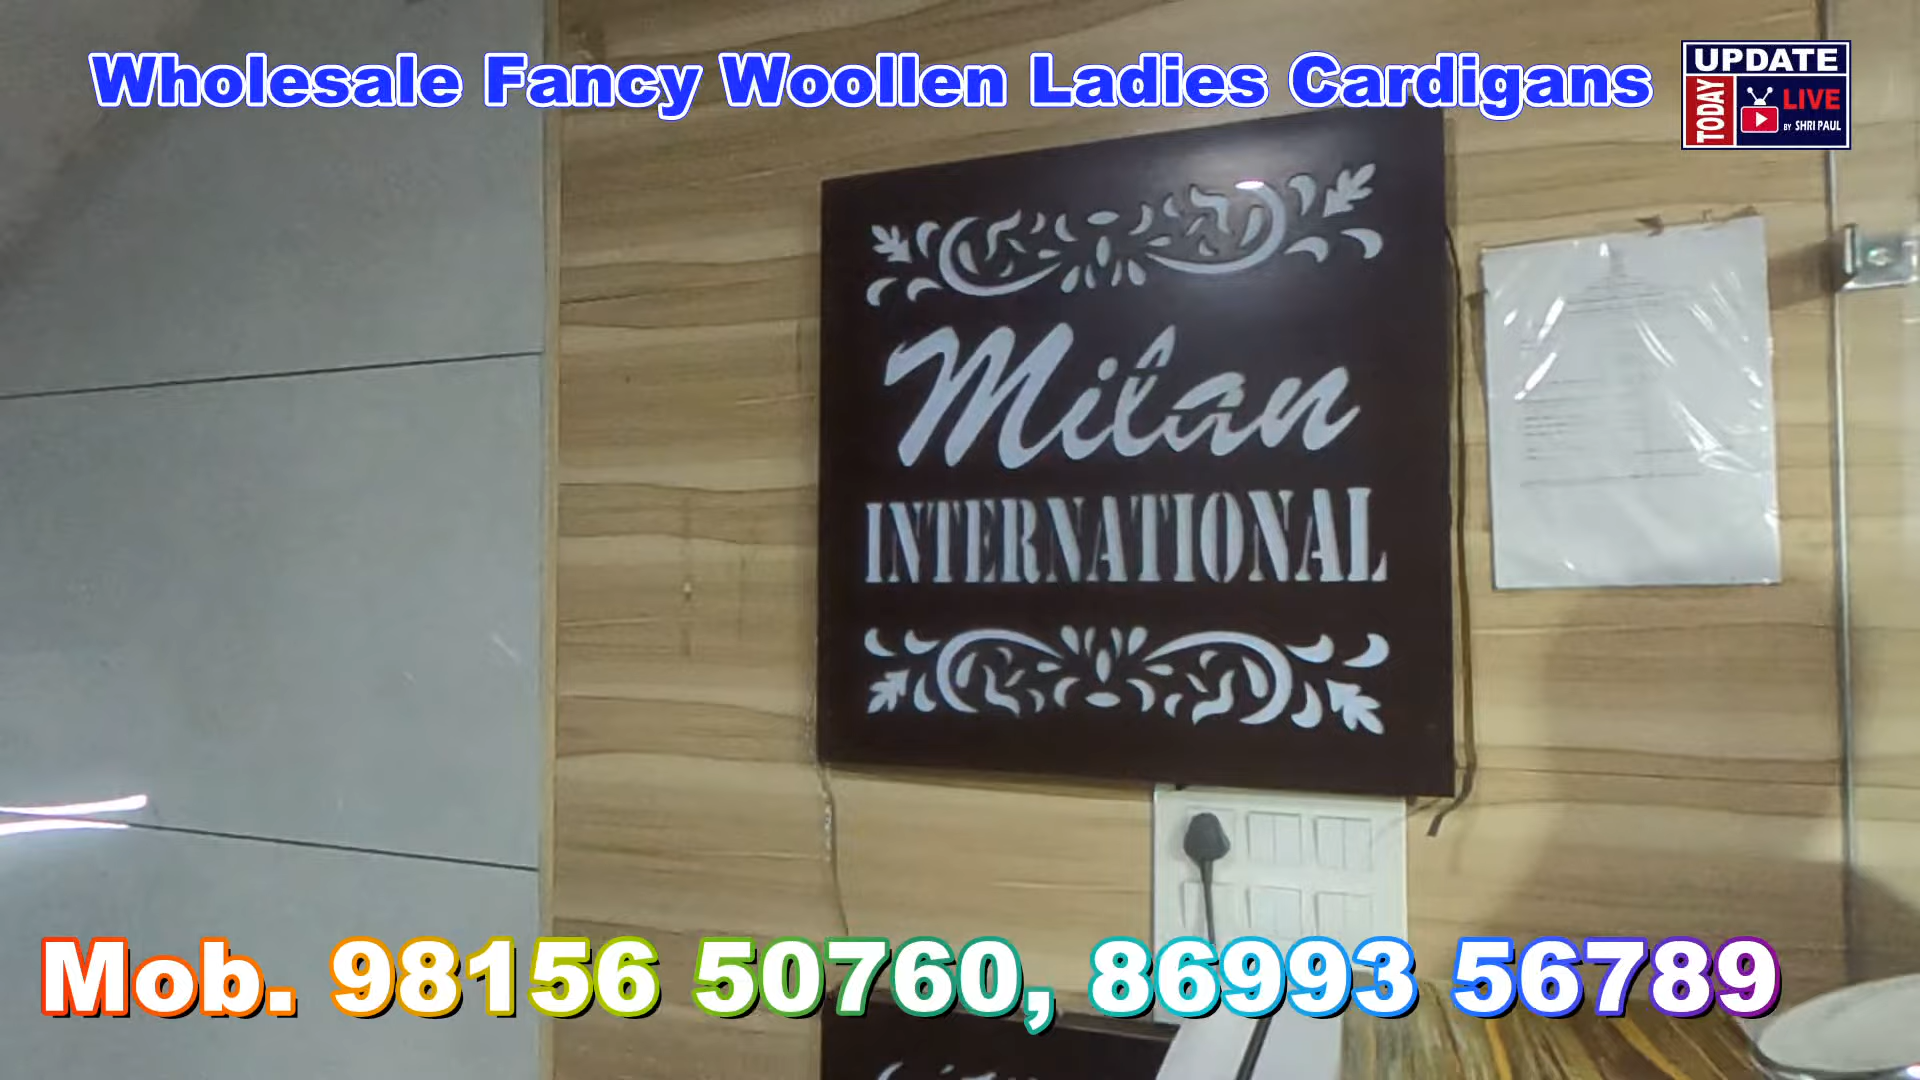 Wholesale Fancy Woollen Ladies Cardigans
UPDATE
TODAY
LIVE
BY SHRI PAUL
Milan
INTERNATIONAL
Mob. 98156 50760, 86993 56789